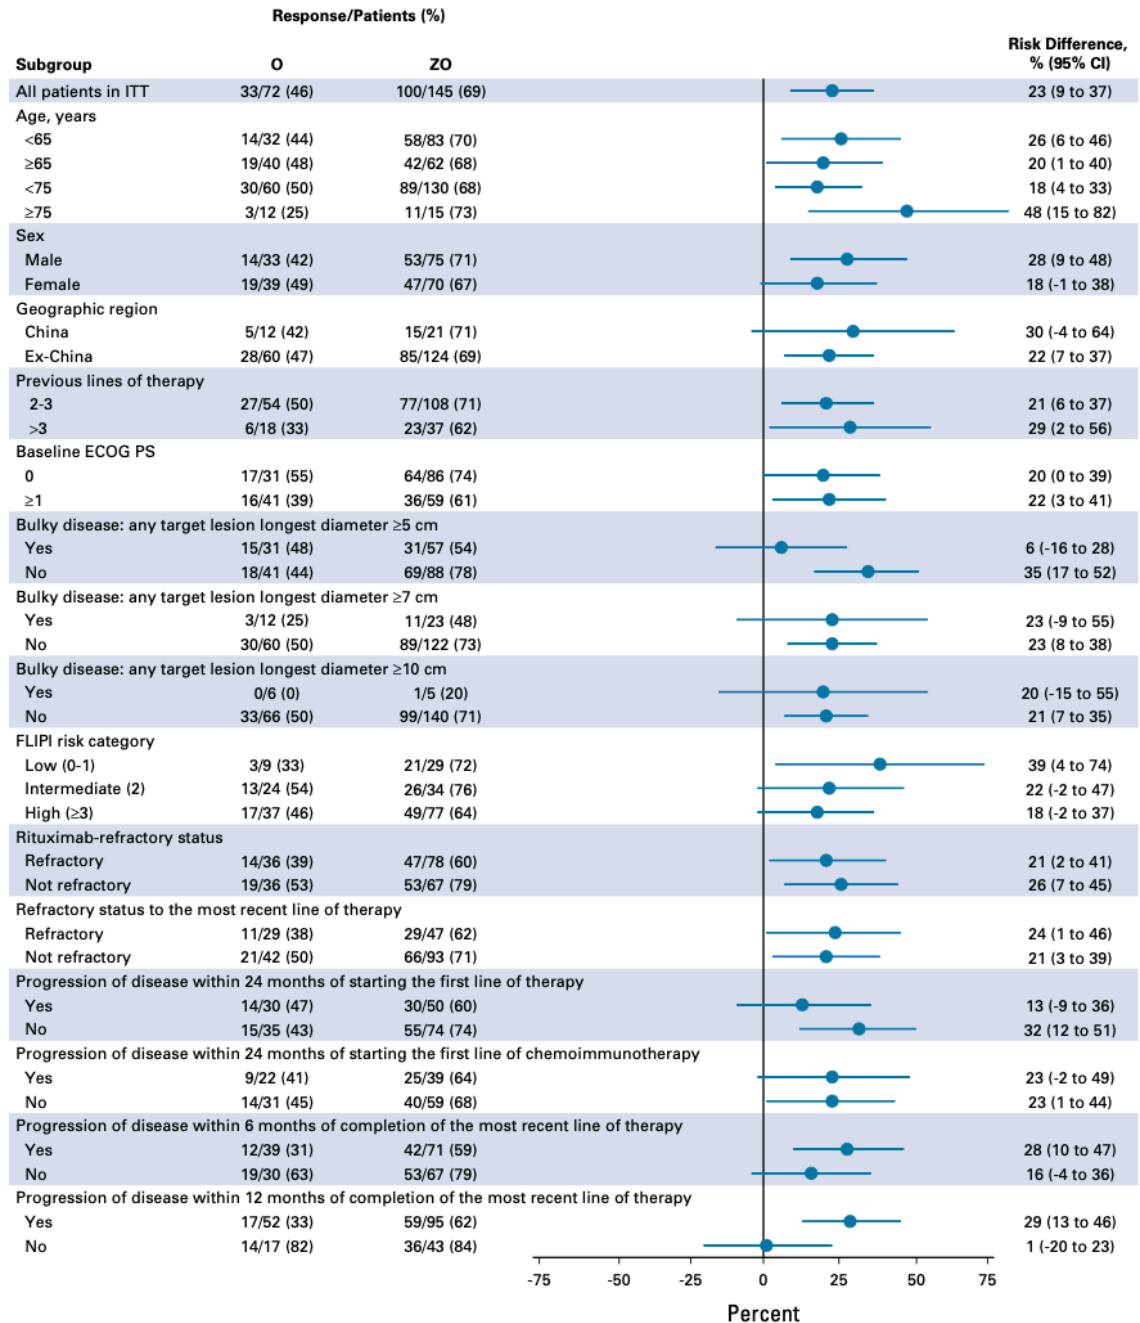 Response/Patients (%)
Risk Difference,
Subgroup O ZO % (95% CI)
All patients in ITT 33/72 (46) 100/145 (69) 23 (9 to 37)
Age, years
<65 14/32 (44) 58/83 (70) 26 (6 to 46)
≥65 19/40 (48) 42/62 (68) 20 (1 to 40)
<75 30/60 (50) 89/130 (68) 18 (4 to 33)
≥75 3/12 (25) 11/15 (73) 48 (15 to 82)
Sex
Male 14/33 (42) 53/75 (71) 28 (9 to 48)
Female 19/39 (49) 47/70 (67) 18 (-1 to 38)
Geographic region
China 5/12 (42) 15/21 (71) 30 (-4 to 64)
Ex-China 28/60 (47) 85/124 (69) 22 (7 to 37)
Previous lines of therapy
2-3 27/54 (50) 77/108 (71) 21 (6 to 37)
>3 6/18 (33) 23/37 (62) 29 (2 to 56)
Baseline ECOG PS
0 17/31 (55) 64/86 (74) 20 (0 to 39)
≥1 16/41 (39) 36/59 (61) 22 (3 to 41)
Bulky disease: any target lesion longest diameter ≥5 cm
Yes 15/31 (48) 31/57 (54) 6 (-16 to 28)
No 18/41 (44) 69/88 (78) 35 (17 to 52)
Bulky disease: any target lesion longest diameter ≥7 cm
Yes 3/12 (25) 11/23 (48) 23 (-9 to 55)
No 30/60 (50) 89/122 (73) 23 (8 to 38)
Bulky disease: any target lesion longest diameter ≥10 cm
Yes 0/6 (0) 1/5 (20) 20 (-15 to 55)
No 33/66 (50) 99/140 (71) 21 (7 to 35)
FLIPI risk category
Low (0-1) 3/9 (33) 21/29 (72) 39 (4 to 74)
Intermediate (2) 13/24 (54) 26/34 (76) 22 (-2 to 47)
High (≥3) 17/37 (46) 49/77 (64) 18 (-2 to 37)
Rituximab-refractory status
Refractory 14/36 (39) 47/78 (60) 21 (2 to 41)
Not refractory 19/36 (53) 53/67 (79) 26 (7 to 45)
Refractory status to the most recent line of therapy
Refractory 11/29 (38) 29/47 (62) 24 (1 to 46)
Not refractory 21/42 (50) 66/93 (71) 21 (3 to 39)
Progression of disease within 24 months of starting the first line of therapy
Yes 14/30 (47) 30/50 (60) 13 (-9 to 36)
No 15/35 (43) 55/74 (74) 32 (12 to 51)
Progression of disease within 24 months of starting the first line of chemoimmunotherapy
Yes 9/22 (41) 25/39 (64) 23 (-2 to 49)
No 14/31 (45) 40/59 (68) 23 (1 to 44)
Progression of disease within 6 months of completion of the most recent line of therapy
Yes 12/39 (31) 42/71 (59) 28 (10 to 47)
No 19/30 (63) 53/67 (79) 16 (-4 to 36)
Progression of disease within 12 months of completion of the most recent line of therapy
Yes 17/52 (33) 59/95 (62) 29 (13 to 46)
No 14/17 (82) 36/43 (84) 1 (-20 to 23)
-75 -50 -25 0 25 50 75
Percent